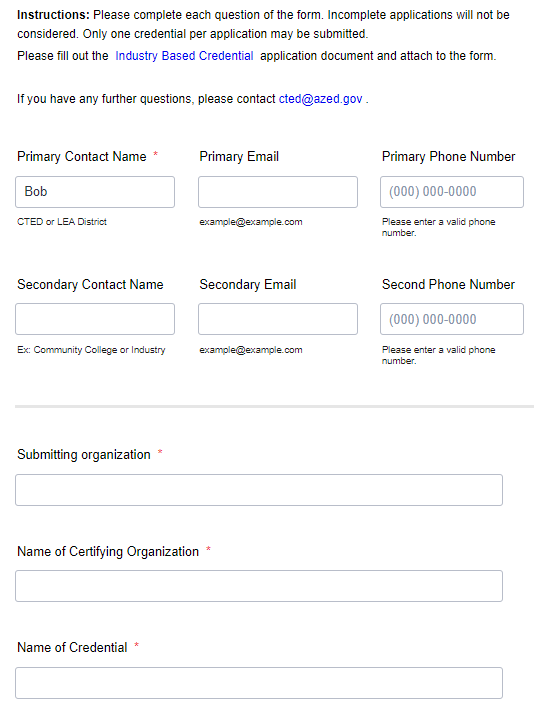 Instructions: Please complete each question of the form. Incomplete applications will not be
considered. Only one credential per application may be submitted.
Please fill out the Industry Based Credential application document and attach to the form.
If you have any further questions, please contact cted@azed.gov .
Primary Contact Name * Primary Email Primary Phone Number
Bob (000) 000-0000
CTED or LEA District example@example.com Please enter a valid phone
number.
Secondary Contact Name Secondary Email Second Phone Number
(000) 000-0000
Ex: Community College or Industry example@example.com Please enter a valid phone
number.
Submitting organization *
Name of Certifying Organization *
Name of Credential *